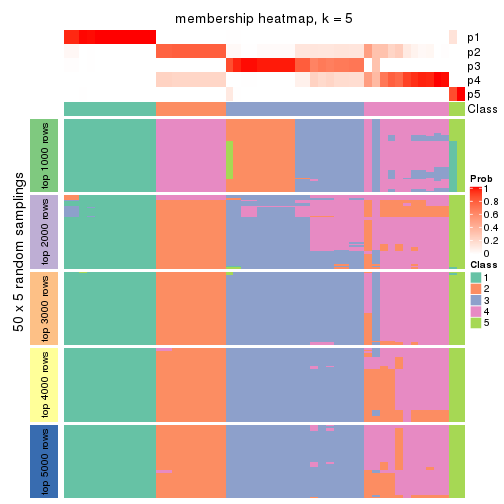 membership heatmap, k = 5
p1
p2
p3
p4
p5
Class
50 x 5 random samplings
top 1000 rows
top 2000 rows
top 3000 rows
top 4000 rows
top 5000 rows
Prob
1
0.8
0.6
0.4
0.2
0
Class
1
2
3
4
5